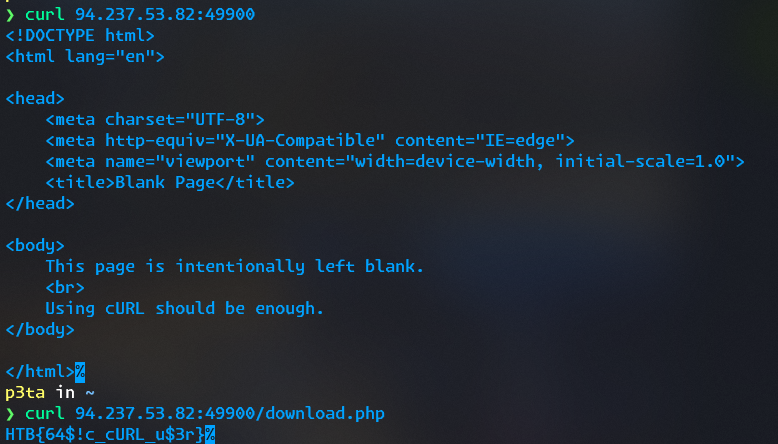 ❯ curl 94.237.53.82:49900
<!DOCTYPE html>
<html lang="en">
<head>
    <meta charset="UTF-8">
    <meta http-equiv="X-UA-Compatible" content="IE=edge">
    <meta name="viewport" content="width=device-width, initial-scale=1.0">
    <title>Blank Page</title>
</head>
<body>
    This page is intentionally left blank.
    <br>
    Using cURL should be enough.
</body>
</html>%
p3ta in ~
❯ curl 94.237.53.82:49900/download.php
HTB{64$!c_cURL_u$3r}%